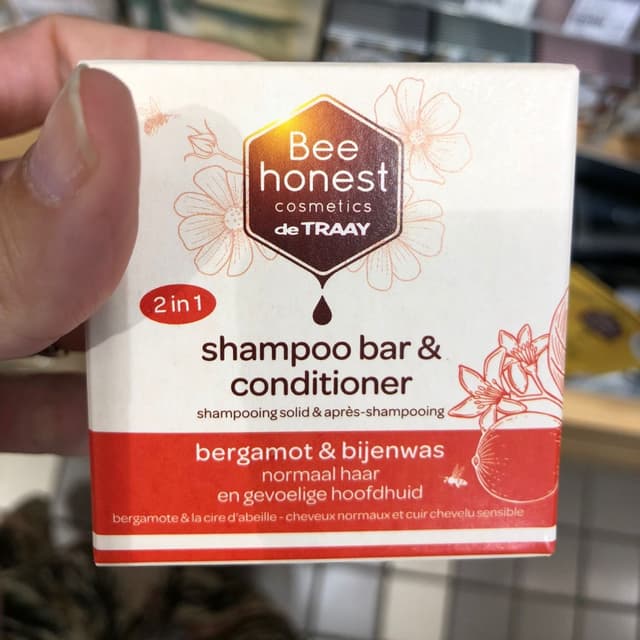 Bee
honest
cosmetics
de TRAAY
2 in 1
shampoo bar &
conditioner
shampooing solid & après-shampooing
bergamot & bijenwas
normaal haar
en gevoelige hoofdhuid
bergamote & la cire d'abeille - cheveux normaux et cuir chevelu sensible